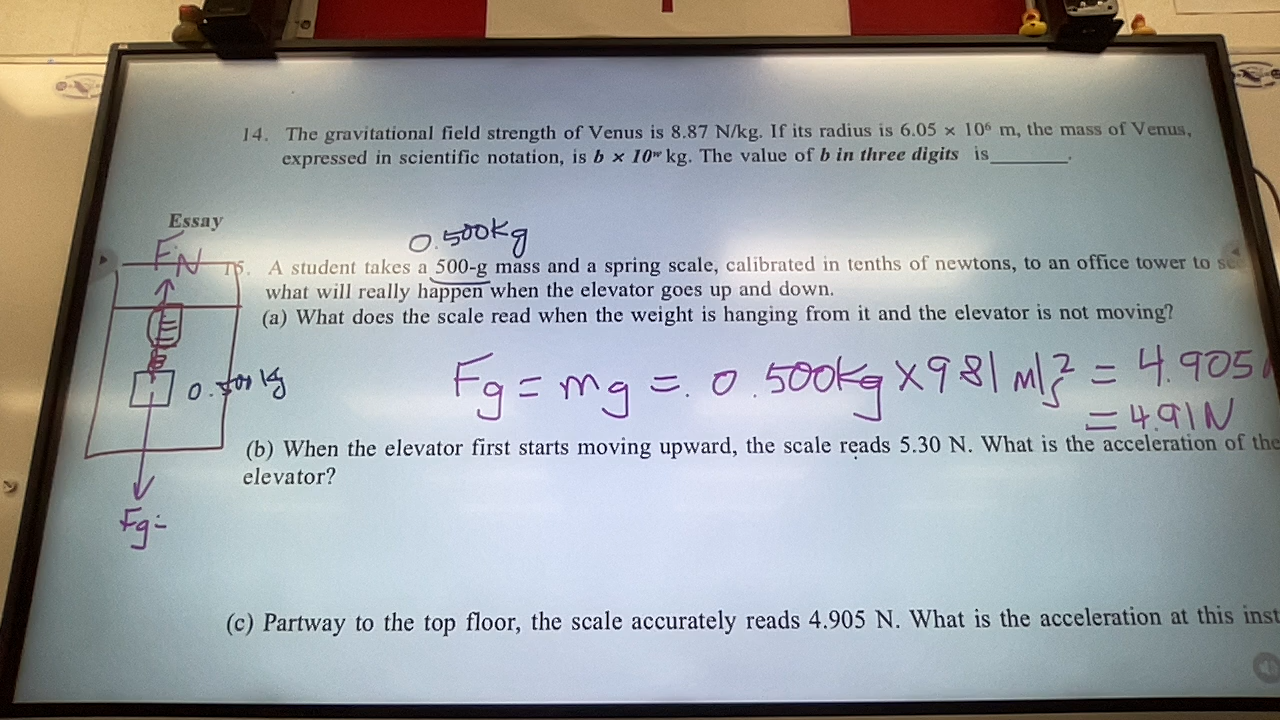 14. The gravitational field strength of Venus is 8.87 N/kg. If its radius is 6.05 × 10⁶ m, the mass of Venus,
expressed in scientific notation, is b × 10ʷ kg. The value of b in three digits is________.
Essay
0.500kg
FN
15. A student takes a 500-g mass and a spring scale, calibrated in tenths of newtons, to an office tower to
what will really happen when the elevator goes up and down.
(a) What does the scale read when the weight is hanging from it and the elevator is not moving?
Fg = mg = 0.500kg × 9.81 m/s² = 4.905
= 4.91N
0.500 kg
(b) When the elevator first starts moving upward, the scale reads 5.30 N. What is the acceleration of the
elevator?
Fg=
(c) Partway to the top floor, the scale accurately reads 4.905 N. What is the acceleration at this